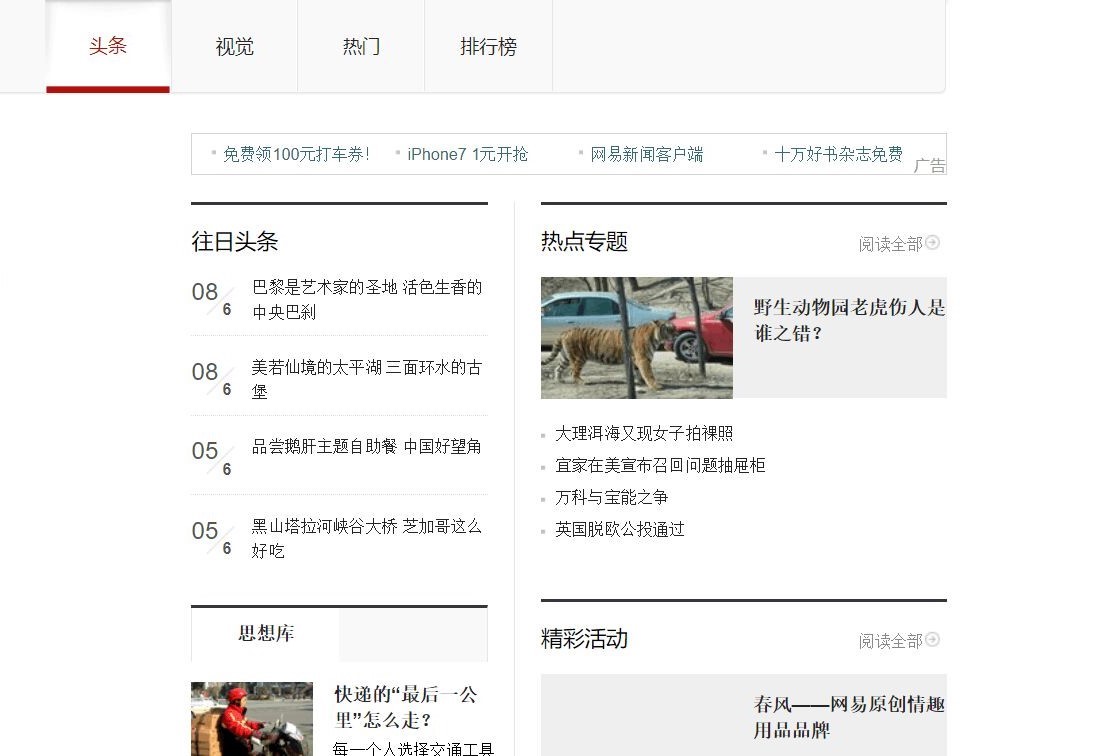 头条 视觉 热门 排行榜
免费领100元打车券! iPhone7 1元开抢 网易新闻客户端 十万好书杂志免费 广告
往日头条
08/6 巴黎是艺术家的圣地 活色生香的
中央巴刹
08/6 美若仙境的太平湖 三面环水的古
堡
05/6 品尝鹅肝主题自助餐 中国好望角
05/6 黑山塔拉河峡谷大桥 芝加哥这么
好吃
思想库
快递的“最后一公
里”怎么走？
每一个人选择交通工具
热点专题 阅读全部
野生动物园老虎伤人是
谁之错？
大理洱海又现女子拍裸照
宜家在美宣布召回问题抽屉柜
万科与宝能之争
英国脱欧公投通过
精彩活动 阅读全部
春风——网易原创情趣
用品品牌